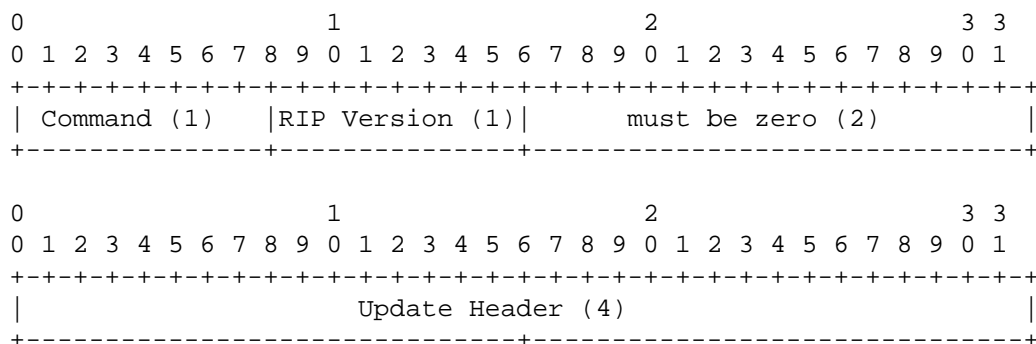 0                   1                   2                   3 3
0 1 2 3 4 5 6 7 8 9 0 1 2 3 4 5 6 7 8 9 0 1 2 3 4 5 6 7 8 9 0 1
+-+-+-+-+-+-+-+-+-+-+-+-+-+-+-+-+-+-+-+-+-+-+-+-+-+-+-+-+-+-+-+-+
| Command (1)   |RIP Version (1)|      must be zero (2)         |
+---------------+---------------+-------------------------------+
0                   1                   2                   3 3
0 1 2 3 4 5 6 7 8 9 0 1 2 3 4 5 6 7 8 9 0 1 2 3 4 5 6 7 8 9 0 1
+-+-+-+-+-+-+-+-+-+-+-+-+-+-+-+-+-+-+-+-+-+-+-+-+-+-+-+-+-+-+-+-+
|                     Update Header (4)                         |
+-------------------------------+-------------------------------+